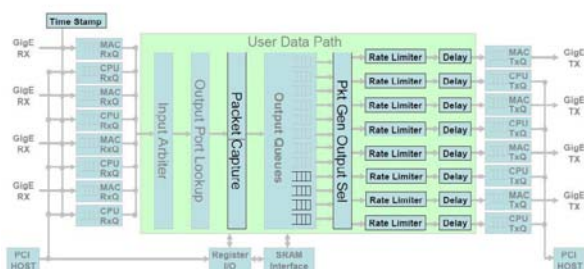 Time Stamp
User Data Path
GigE
RX
GigE
RX
GigE
RX
GigE
RX
MAC
RxQ
CPU
RxQ
MAC
RxQ
CPU
RxQ
MAC
RxQ
CPU
RxQ
MAC
RxQ
CPU
RxQ
Input Arbiter
Output Port Lookup
Packet Capture
Output Queues
Pkt Gen Output Sel
Rate Limiter
Delay
Rate Limiter
Delay
Rate Limiter
Delay
Rate Limiter
Delay
Rate Limiter
Delay
Rate Limiter
Delay
Rate Limiter
Delay
Rate Limiter
Delay
MAC
TxQ
CPU
TxQ
MAC
TxQ
CPU
TxQ
MAC
TxQ
CPU
TxQ
MAC
TxQ
CPU
TxQ
GigE
TX
GigE
TX
GigE
TX
GigE
TX
PCI
HOST
Register
I/O
SRAM
Interface
PCI
HOST